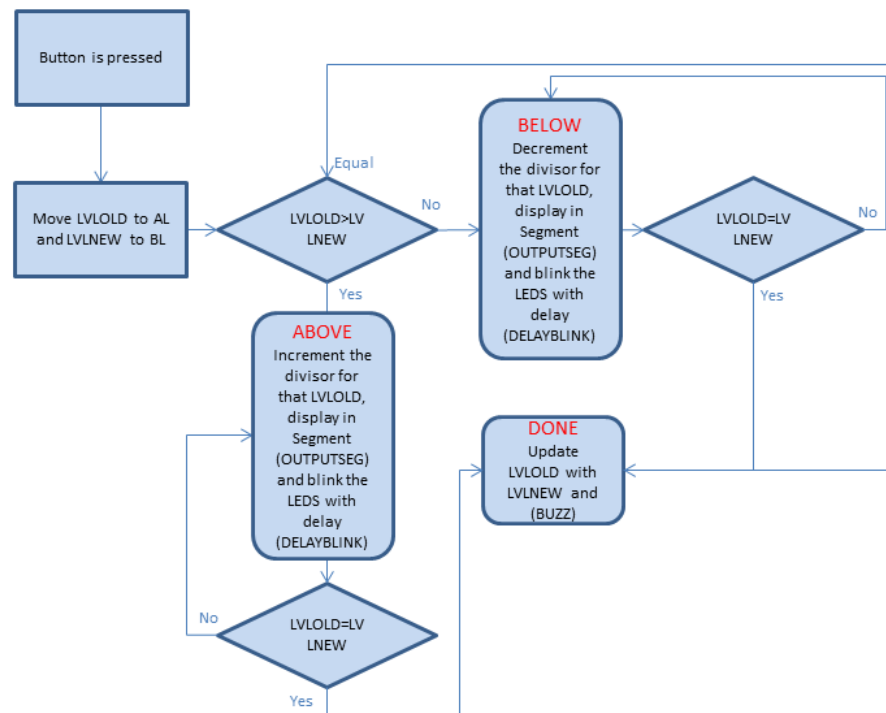 Button is pressed
Move LVLOLD to AL
and LVLNEW to BL
Equal
LVLOLD>LV
LNEW
No
Yes
BELOW
Decrement
the divisor for
that LVLOLD,
display in
Segment
(OUTPUTSEG)
and blink the
LEDS with
delay
(DELAYBLINK)
LVLOLD=LV
LNEW
No
Yes
ABOVE
Increment the
divisor for
that LVLOLD,
display in
Segment
(OUTPUTSEG)
and blink the
LEDS with
delay
(DELAYBLINK)
DONE
Update
LVLOLD with
LVLNEW and
(BUZZ)
No
LVLOLD=LV
LNEW
Yes